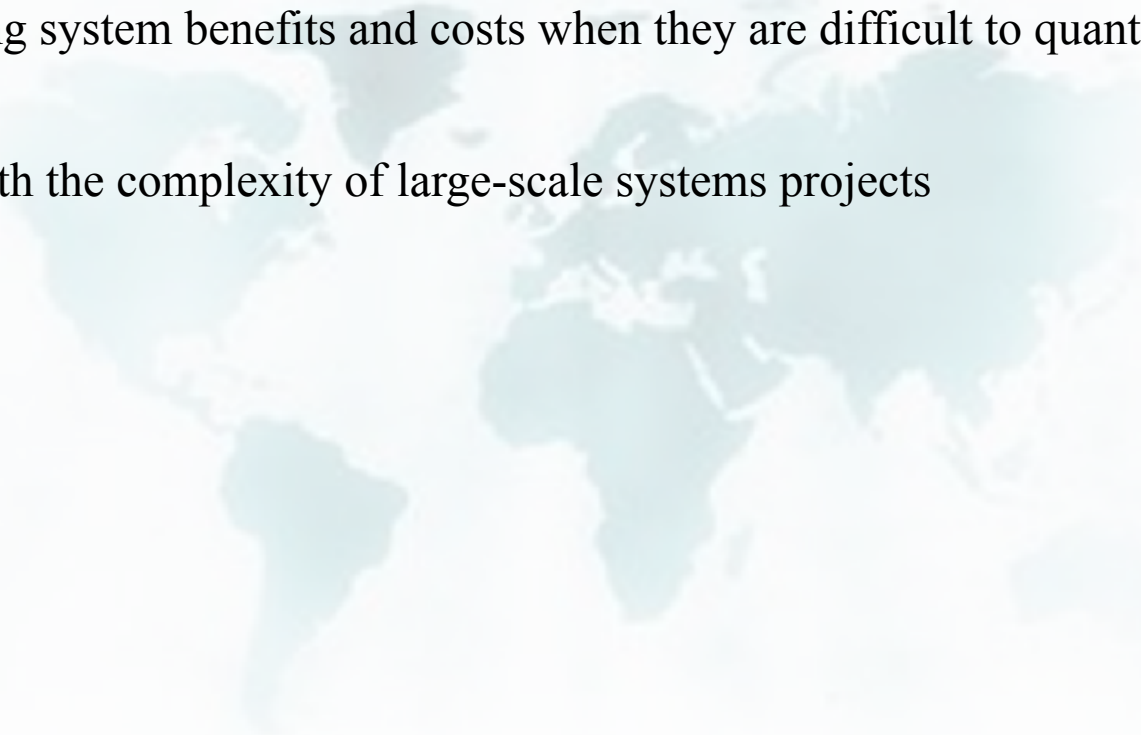 g system benefits and costs when they are difficult to quant
th the complexity of large-scale systems projects